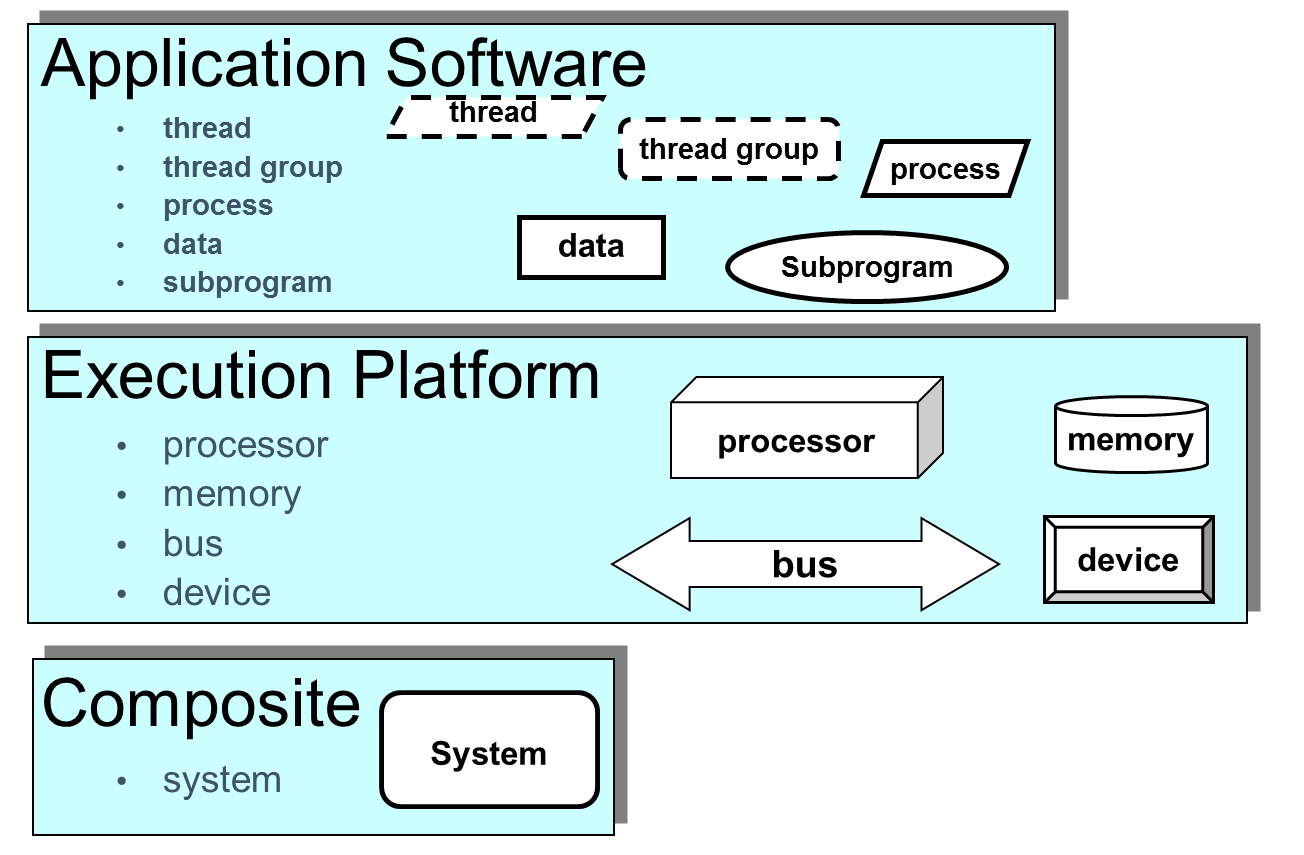 Application Software
• thread
• thread group
• process
• data
• subprogram
thread
thread group
process
data
Subprogram
Execution Platform
• processor
• memory
• bus
• device
processor
memory
bus
device
Composite
• system
System